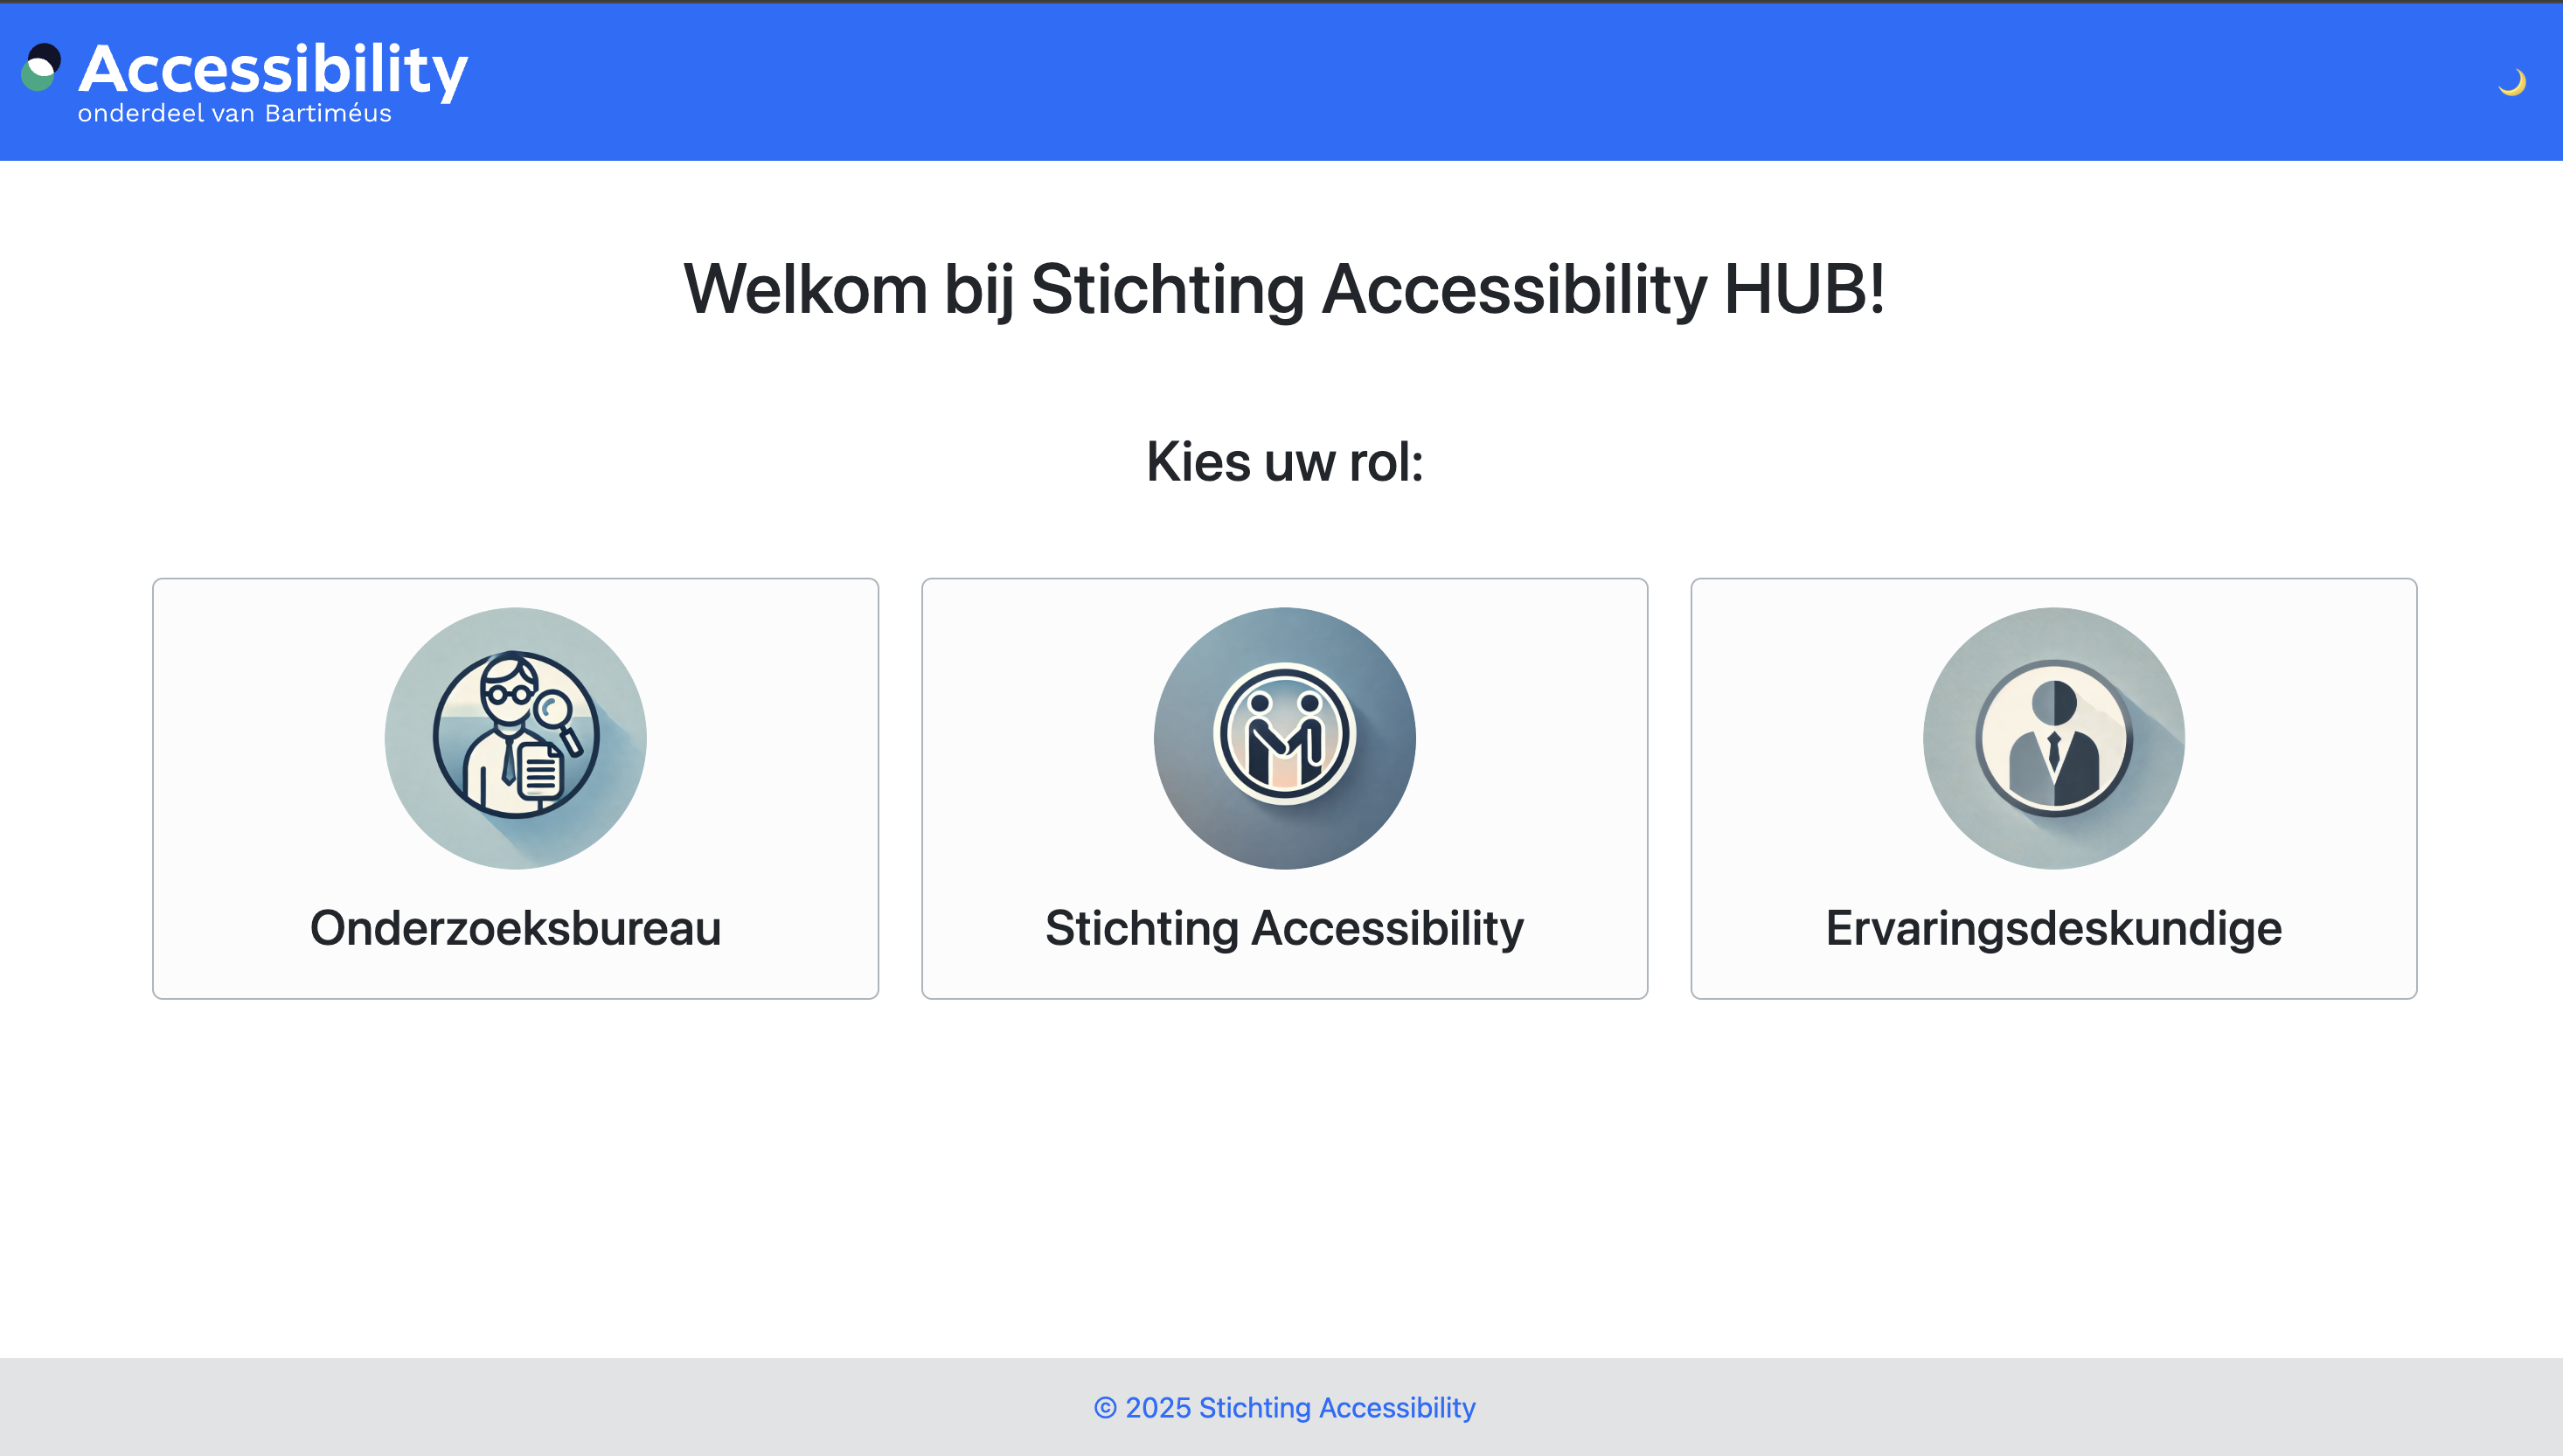 Accessibility
onderdeel van Bartiméus
Welkom bij Stichting Accessibility HUB!
Kies uw rol:
Onderzoeksbureau
Stichting Accessibility
Ervaringsdeskundige
© 2025 Stichting Accessibility